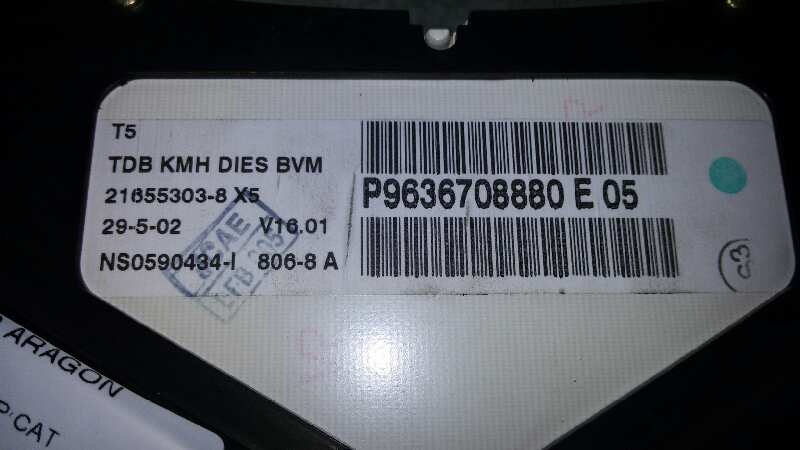 T5
TDB KMH DIES BVM
21655303-8 X5
29-5-02 V16.01
NS0590434-I 806-8 A
P9636708880 E 05
53
ARAGON
CAT